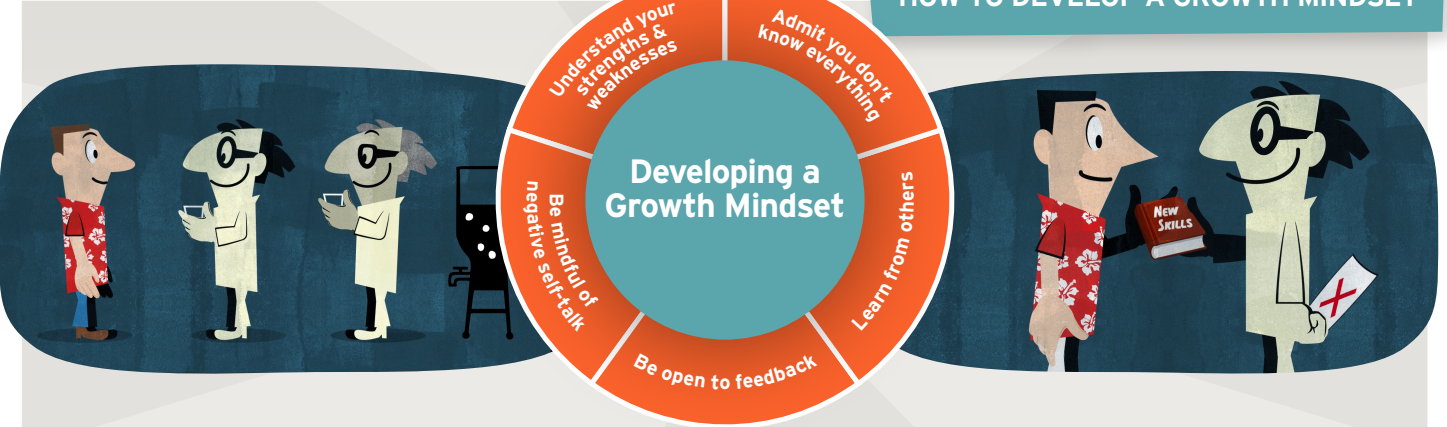 HOW TO DEVELOP A GROWTH MINDSET
Understand your
strengths &
weaknesses
Admit you don't
know everything
Developing a
Growth Mindset
Be mindful of
negative self-talk
Learn from others
Be open to feedback
NEW
SKILLS